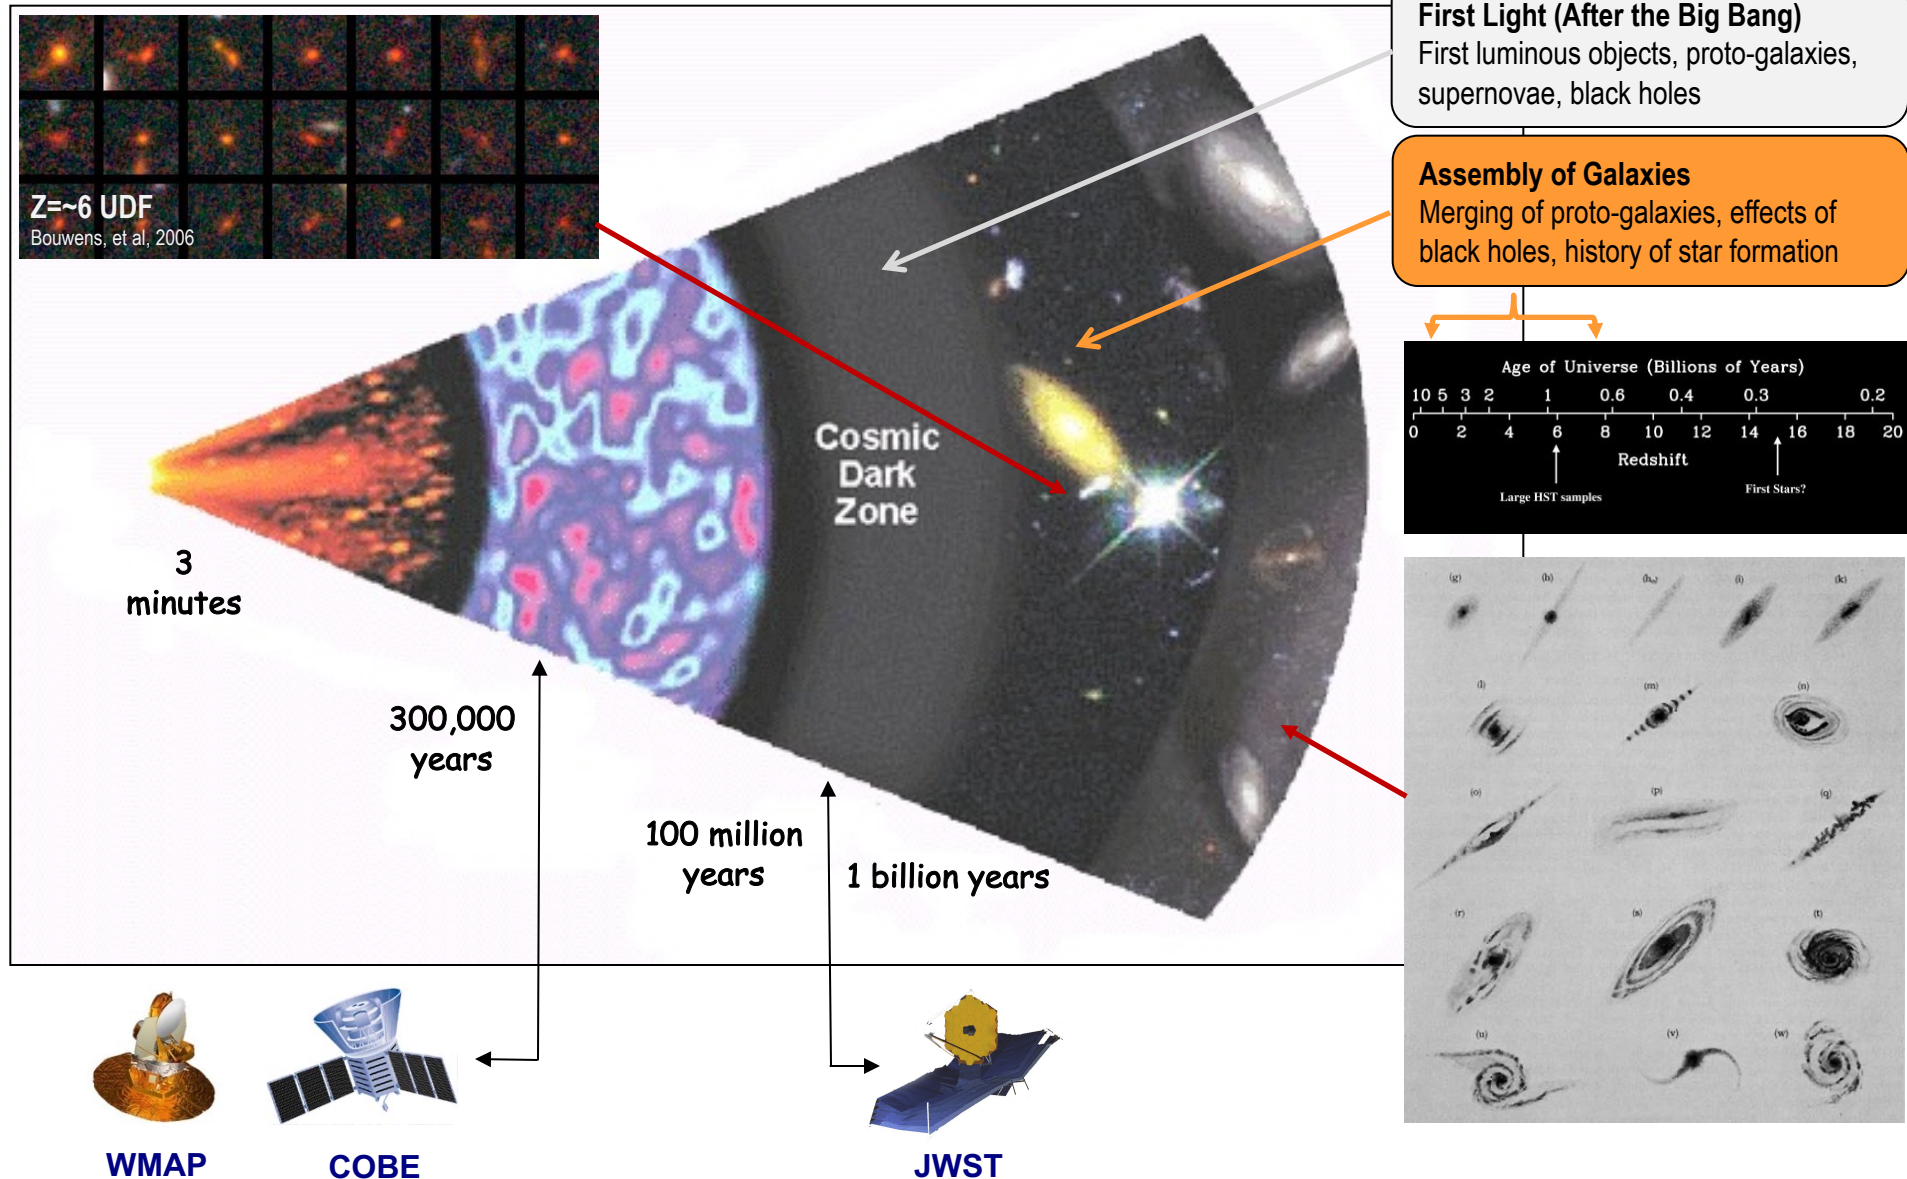 First Light (After the Big Bang)
First luminous objects, proto-galaxies,
supernovae, black holes
Z=~6 UDF
Bouwens, et al, 2006
Assembly of Galaxies
Merging of proto-galaxies, effects of
black holes, history of star formation
Age of Universe (Billions of Years)
10 5 3 2 1 0.6 0.4 0.3 0.2
0 2 4 6 8 10 12 14 16 18 20
Redshift
Large HST samples
First Stars?
Cosmic
Dark
Zone
3
minutes
300,000
years
100 million
years
1 billion years
(g) (h) (i) (k)
(l) (m) (n)
(o) (p) (q)
(r) (s) (t)
(u) (v) (w)
WMAP
COBE
JWST